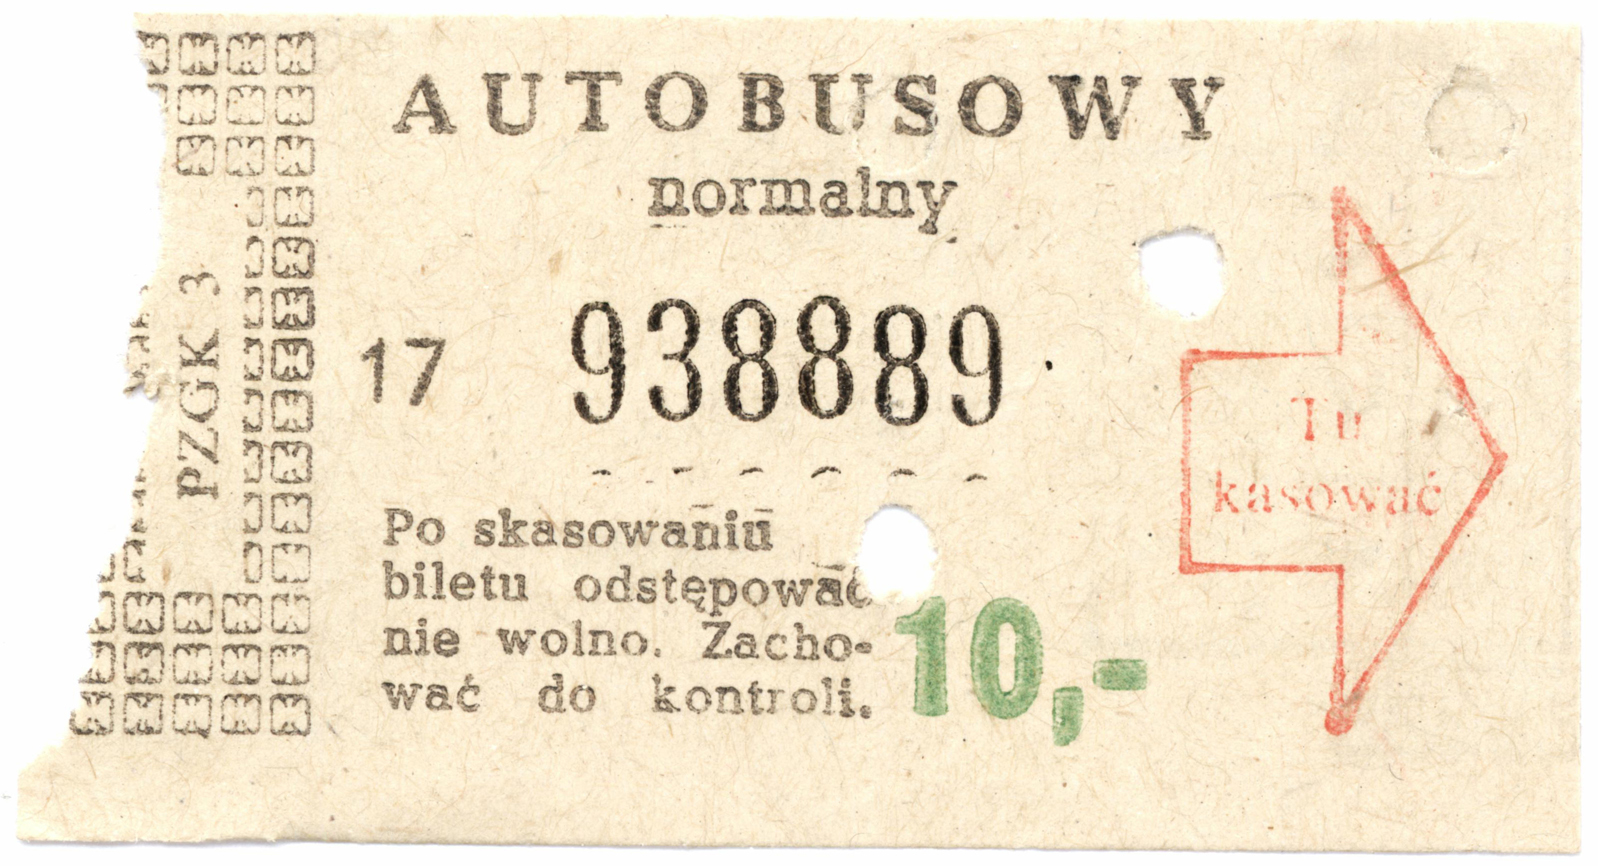 AUTOBUSOWY
normalny
PZGK 3
17 938889
Po skasowaniu
biletu odstępować
nie wolno. Zacho-
wać do kontroli.
10,-
Tu
kasować